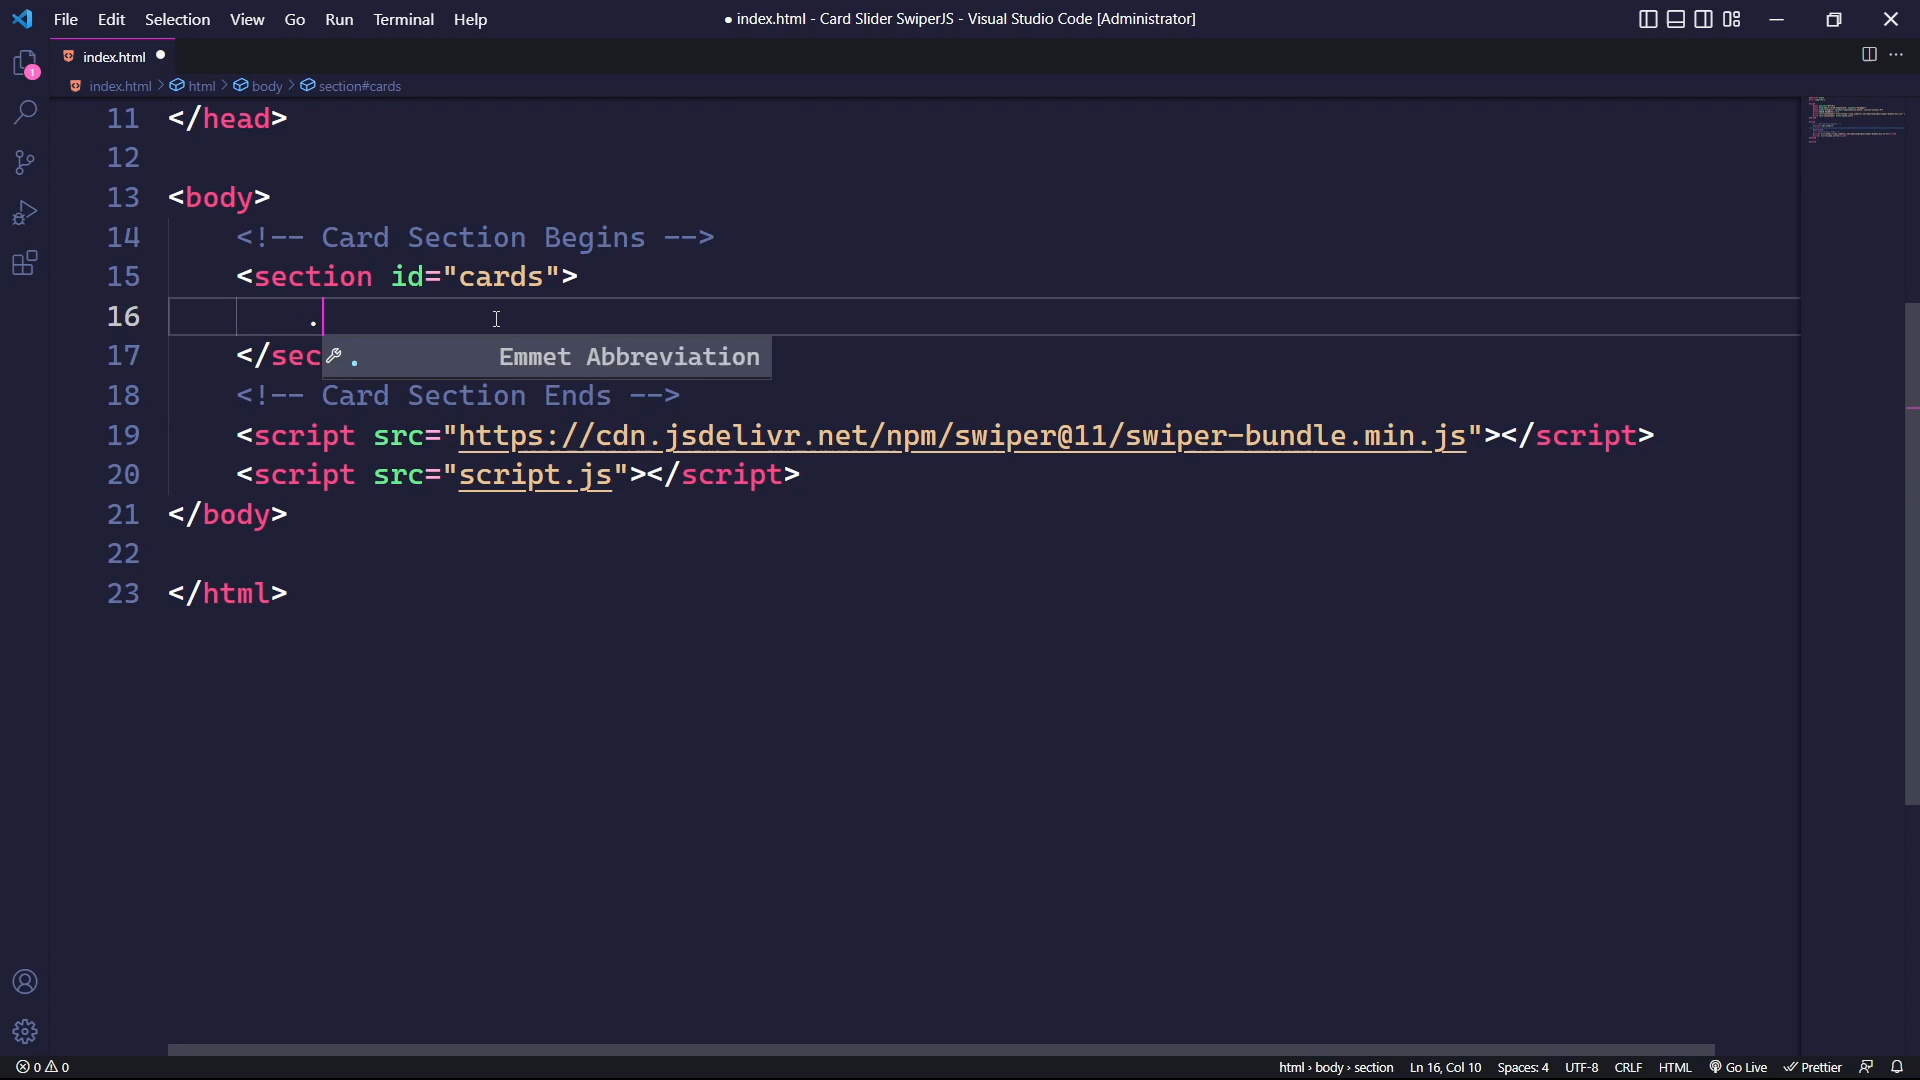 File Edit Selection View Go Run Terminal Help
● index.html - Card Slider SwiperJS - Visual Studio Code [Administrator]
index.html ●
index.html > html > body > section#cards
1
11 </head>
12
13 <body>
14 <!-- Card Section Begins -->
15 <section id="cards">
16 .
17 </sec
. Emmet Abbreviation
18 <!-- Card Section Ends -->
19 <script src="https://cdn.jsdelivr.net/npm/swiper@11/swiper-bundle.min.js"></script>
20 <script src="script.js"></script>
21 </body>
22
23 </html>
0 0 html › body › section Ln 16, Col 10 Spaces: 4 UTF-8 CRLF HTML Go Live Prettier